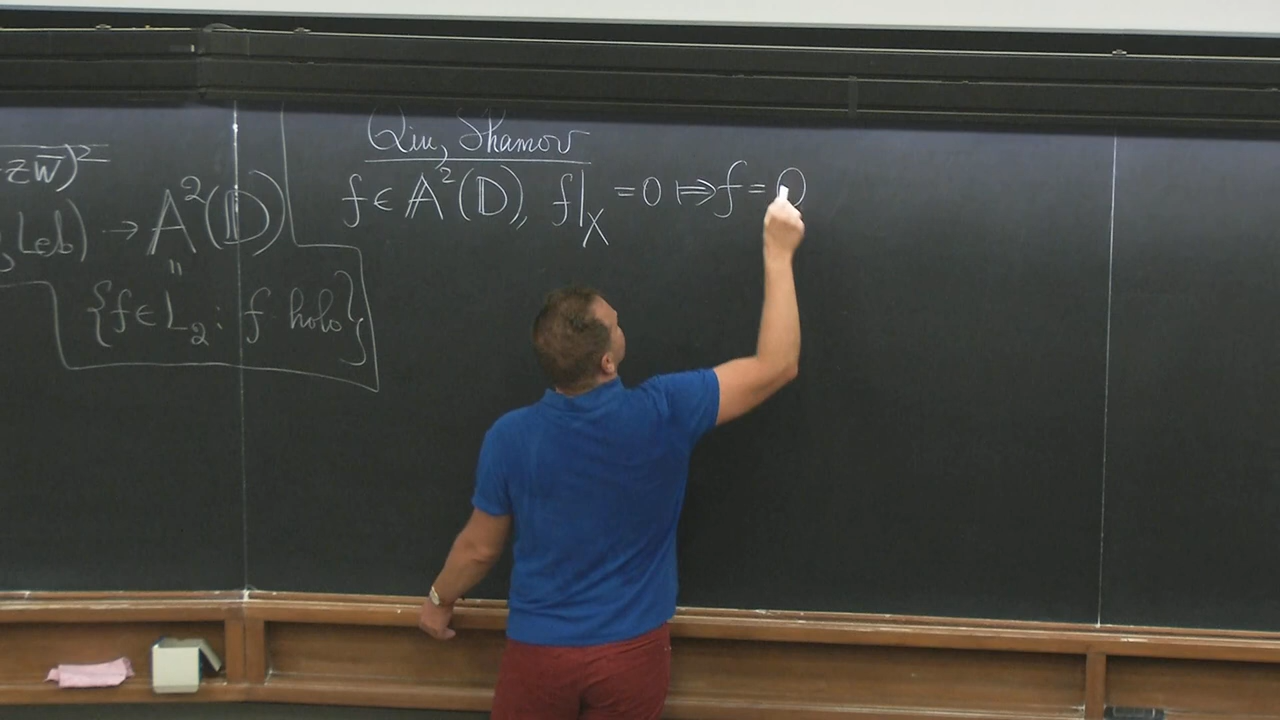 zw̅)²
, Leb) → A²(𝔻)
"
{f ∈ L₂ : f holo}
Qiu, Shamov
f ∈ A²(𝔻), f|_X = 0 ⟹ f = 0